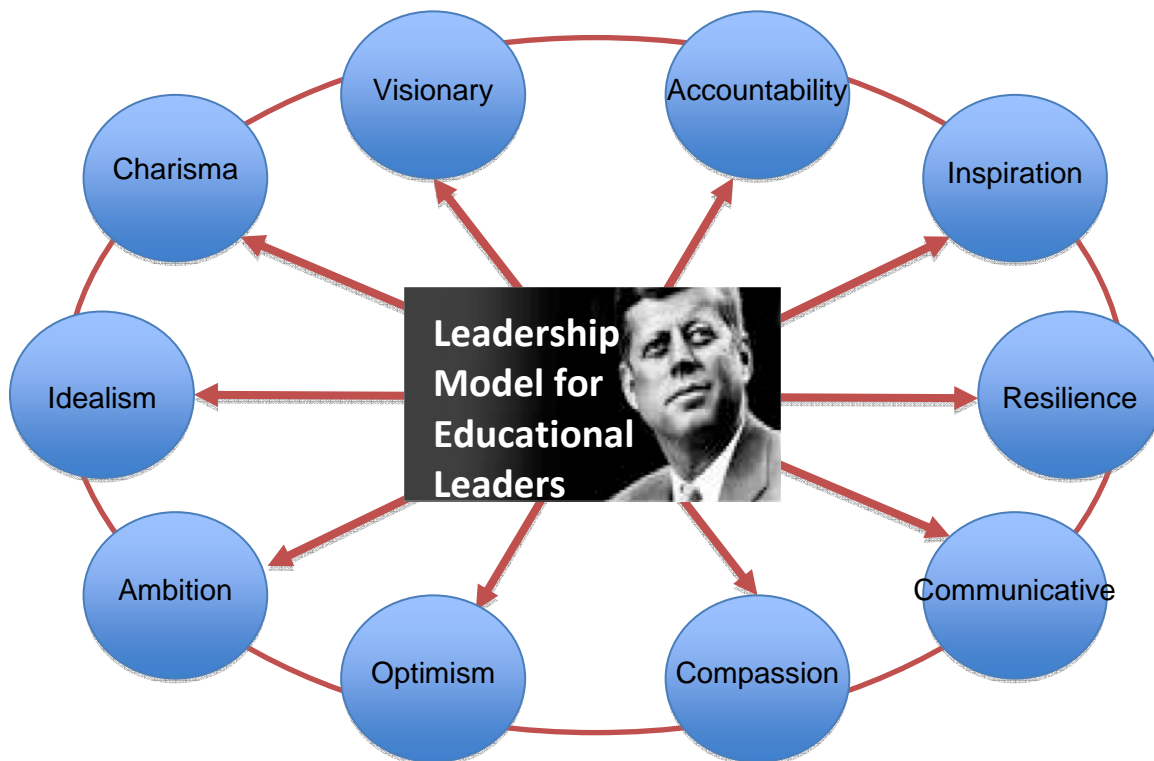 Visionary
Accountability
Charisma
Inspiration
Leadership
Model for
Educational
Leaders
Idealism
Resilience
Ambition
Communicative
Optimism
Compassion